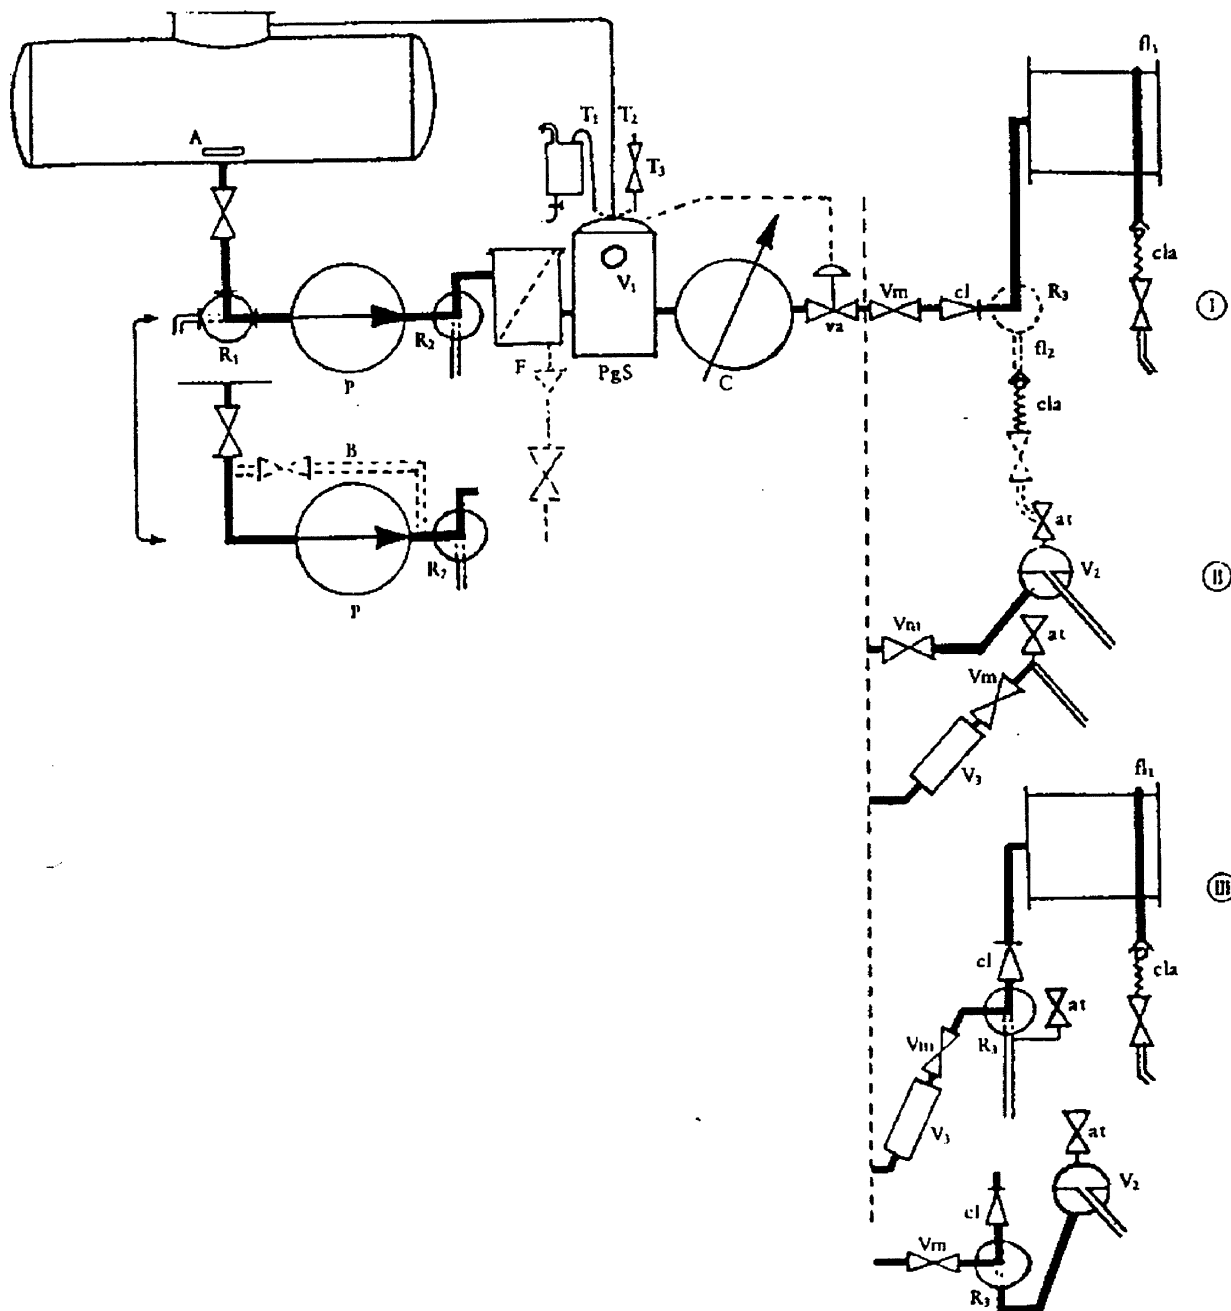 fl₁
A
T₁
T₂
T₃
cla
V₁
Vm
cl
R₃
I
va
R₁
R₂
fl₂
P
F
PgS
C
cla
B
at
R₂
V₂
II
P
Vm
at
Vm
V₃
fl₁
III
cl
cla
at
Vm
R₃
V₃
at
V₂
cl
Vm
R₃